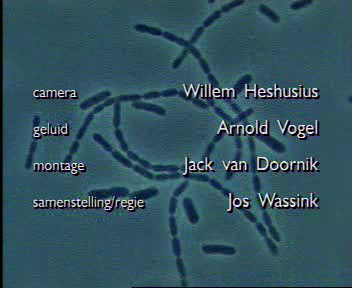 camera Willem Heshusius
geluid Arnold Vogel
montage Jack van Doornik
samenstelling/regie Jos Wassink